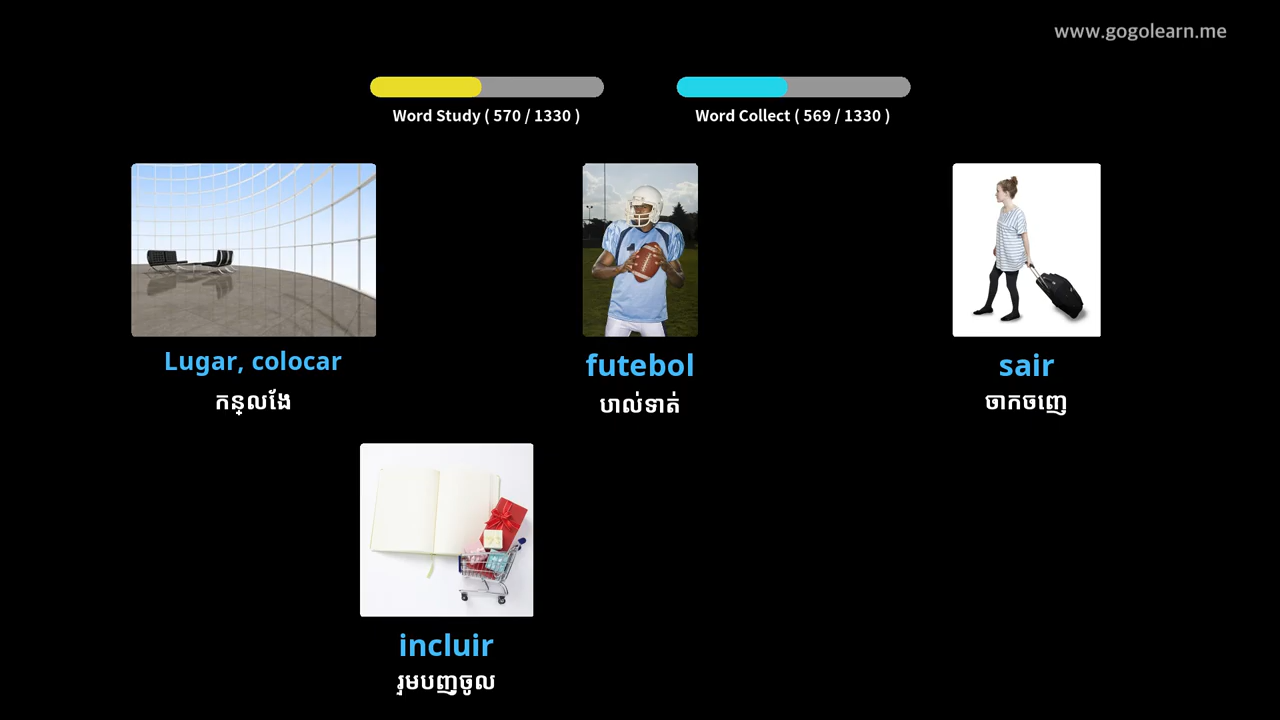 www.gogolearn.me
Word Study ( 570 / 1330 )
Word Collect ( 569 / 1330 )
Lugar, colocar
កន្លែង
futebol
បាល់ទាត់
sair
ចាកចេញ
incluir
រួមបញ្ចូល